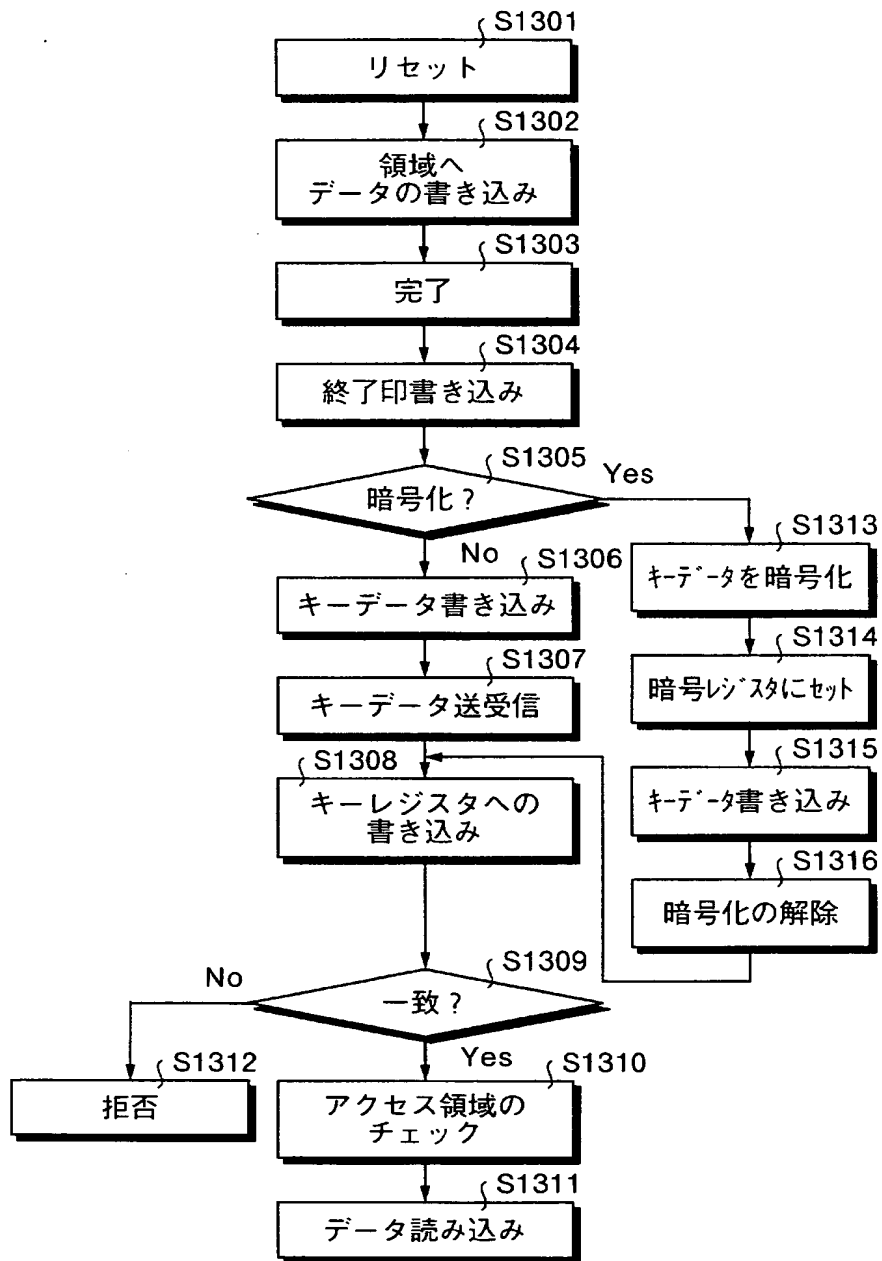 S1301
リセット
S1302
領域へ
データの書き込み
S1303
完了
S1304
終了印書き込み
S1305
暗号化?
Yes
No
S1306
キーデータ書き込み
S1307
キーデータ送受信
S1308
キーレジスタへの
書き込み
S1313
キーデータを暗号化
S1314
暗号レジスタにセット
S1315
キーデータ書き込み
S1316
暗号化の解除
S1309
一致?
No
Yes
S1312
拒否
S1310
アクセス領域の
チェック
S1311
データ読み込み